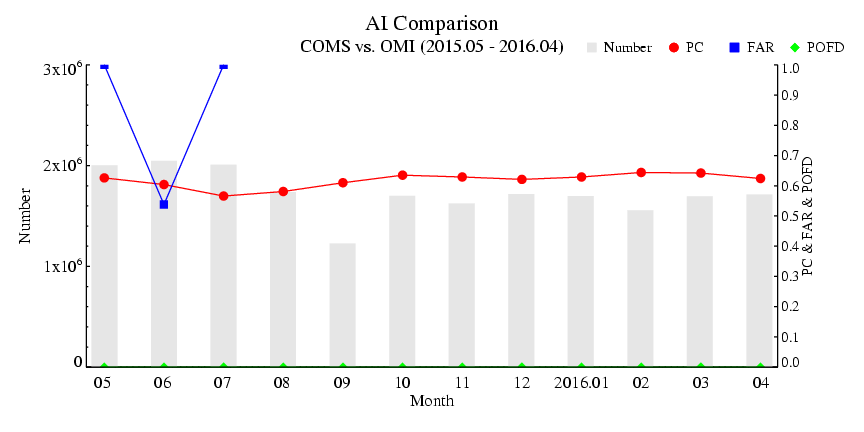 AI Comparison
COMS vs. OMI (2015.05 - 2016.04)
Number PC FAR POFD
3x10⁶
2x10⁶
1x10⁶
0
Number
1.0
0.9
0.8
0.7
0.6
0.5
0.4
0.3
0.2
0.1
0.0
PC & FAR & POFD
05 06 07 08 09 10 11 12 2016.01 02 03 04
Month